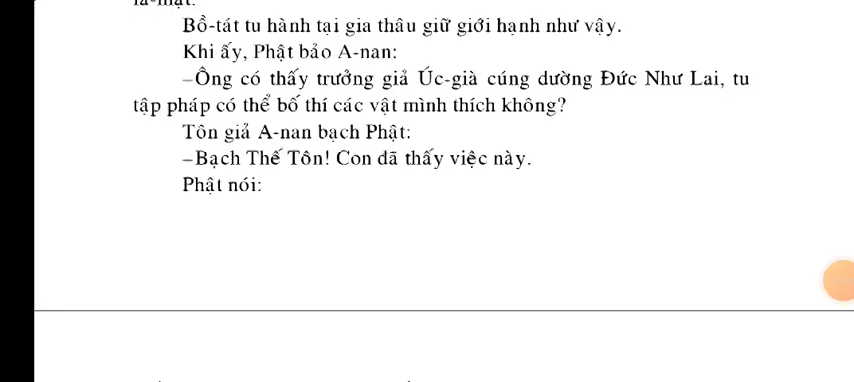 Bồ-tát tu hành tại gia thâu giữ giới hạnh như vậy.
Khi ấy, Phật bảo A-nan:
–Ông có thấy trưởng giả Úc-già cúng dường Đức Như Lai, tu
tập pháp có thể bố thí các vật mình thích không?
Tôn giả A-nan bạch Phật:
–Bạch Thế Tôn! Con đã thấy việc này.
Phật nói: